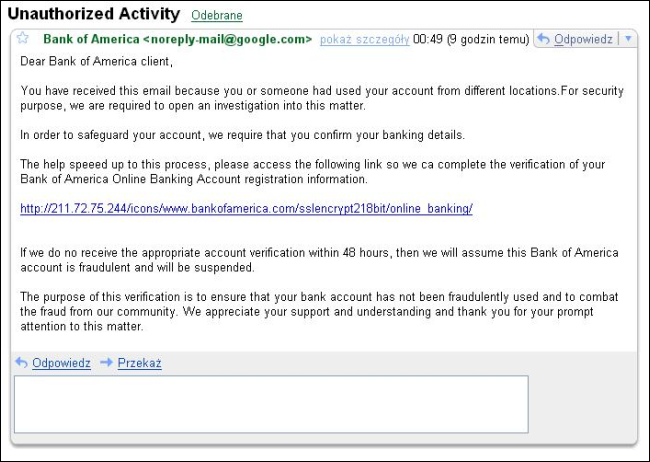 Unauthorized Activity Odebrane
Bank of America <noreply-mail@google.com> pokaż szczegóły 00:49 (9 godzin temu) Odpowiedz
Dear Bank of America client,
You have received this email because you or someone had used your account from different locations.For security
purpose, we are required to open an investigation into this matter.
In order to safeguard your account, we require that you confirm your banking details.
The help speeed up to this process, please access the following link so we ca complete the verification of your
Bank of America Online Banking Account registration information.
http://211.72.75.244/icons/www.bankofamerica.com/sslencrypt218bit/online_banking/
If we do no receive the appropriate account verification within 48 hours, then we will assume this Bank of America
account is fraudulent and will be suspended.
The purpose of this verification is to ensure that your bank account has not been fraudulently used and to combat
the fraud from our community. We appreciate your support and understanding and thank you for your prompt
attention to this matter.
Odpowiedz Przekaż